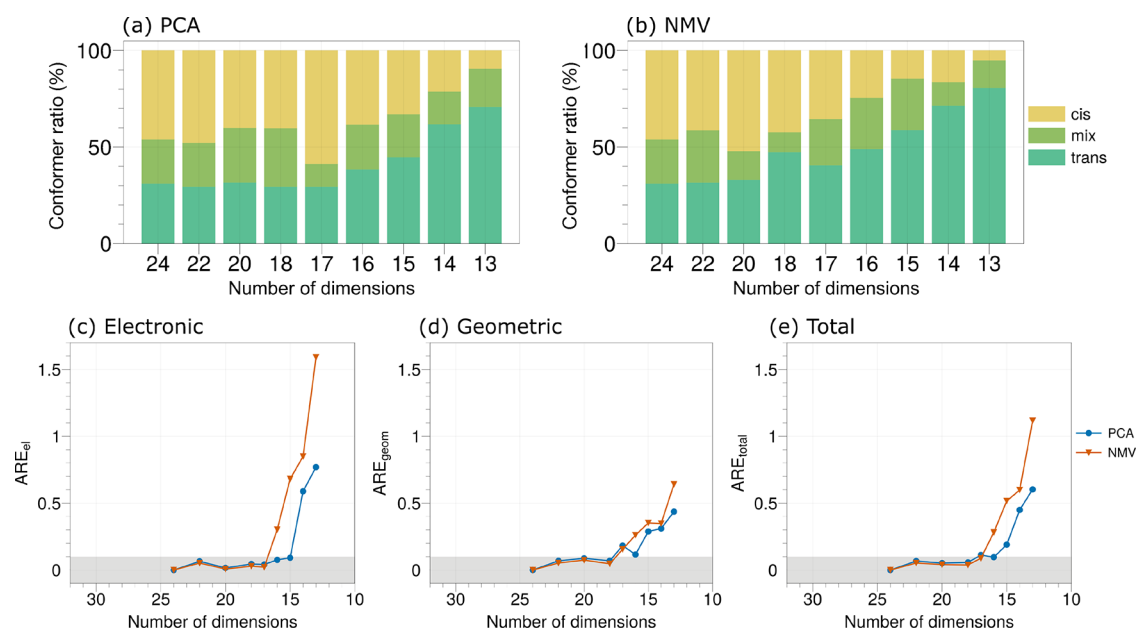 (a) PCA
(b) NMV
Conformer ratio (%)
100
50
0
24 22 20 18 17 16 15 14 13
Number of dimensions
Conformer ratio (%)
100
50
0
24 22 20 18 17 16 15 14 13
Number of dimensions
cis
mix
trans
(c) Electronic
(d) Geometric
(e) Total
AREel
1.5
1
0.5
0
30 25 20 15 10
Number of dimensions
AREgeom
1.5
1
0.5
0
30 25 20 15 10
Number of dimensions
AREtotal
1.5
1
0.5
0
30 25 20 15 10
Number of dimensions
PCA
NMV